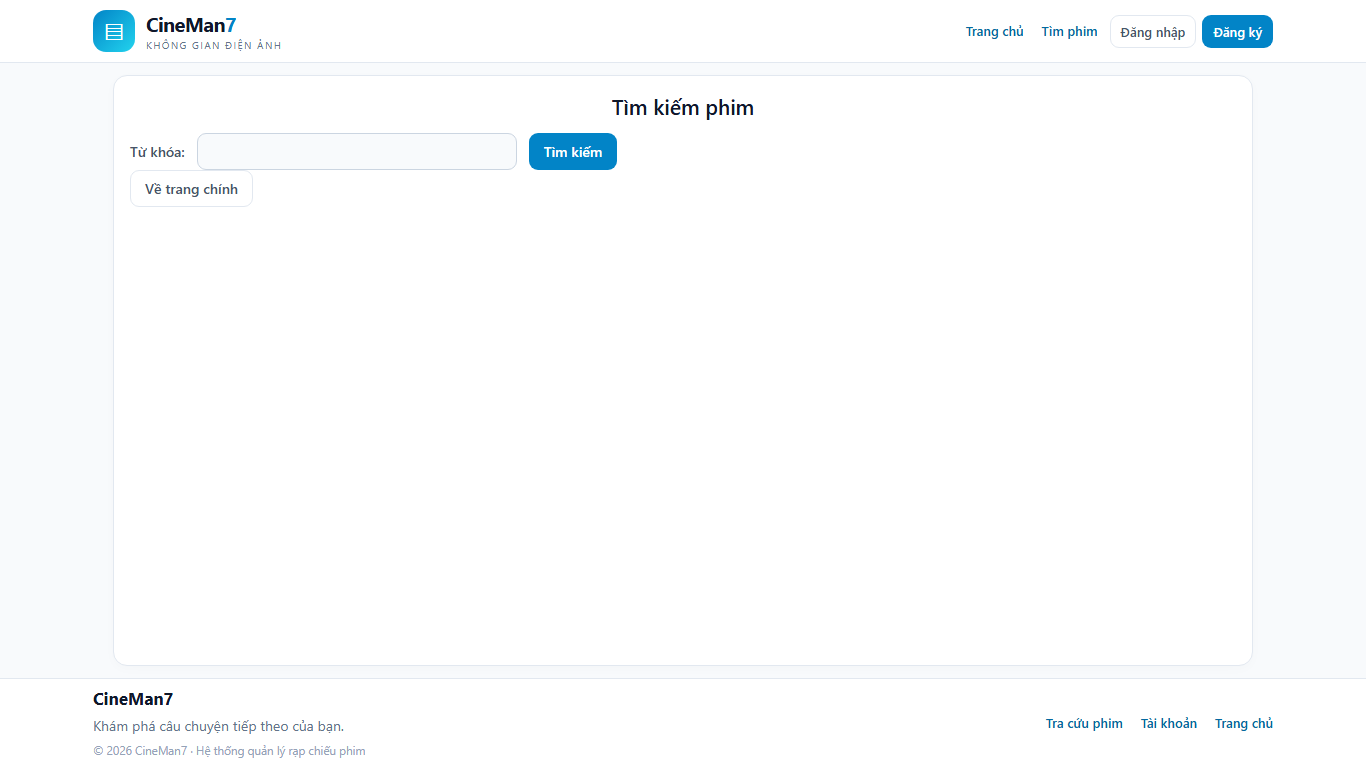 CineMan7
KHÔNG GIAN ĐIỆN ẢNH
Trang chủ
Tìm phim
Đăng nhập
Đăng ký
Tìm kiếm phim
Từ khóa:
Tìm kiếm
Về trang chính
CineMan7
Khám phá câu chuyện tiếp theo của bạn.
© 2026 CineMan7 · Hệ thống quản lý rạp chiếu phim
Tra cứu phim
Tài khoản
Trang chủ